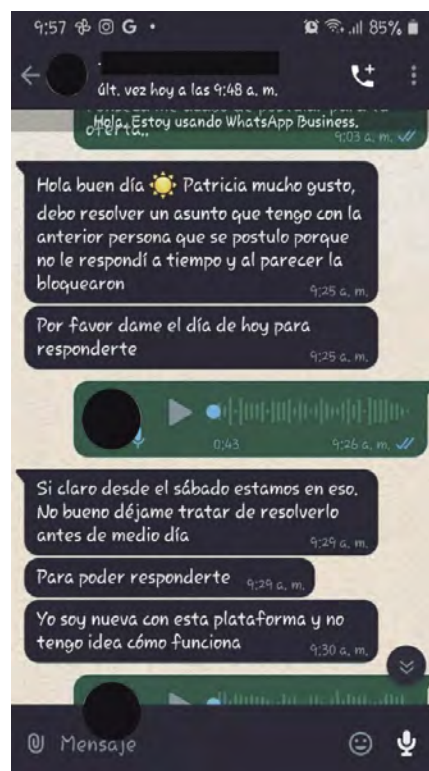 9:57 G •
85%
últ. vez hoy a las 9:48 a. m.
Hola, Estoy usando WhatsApp Business.
oferta..
9:03 a. m.
Hola buen día ☀️ Patricia mucho gusto,
debo resolver un asunto que tengo con la
anterior persona que se postulo porque
no le respondí a tiempo y al parecer la
bloquearon
9:25 a. m.
Por favor dame el día de hoy para
responderte
9:25 a. m.
0:43
9:26 a. m.
Si claro desde el sábado estamos en eso.
No bueno déjame tratar de resolverlo
antes de medio día
9:29 a. m.
Para poder responderte 9:29 a. m.
Yo soy nueva con esta plataforma y no
tengo idea cómo funciona
9:30 a. m.
Mensaje